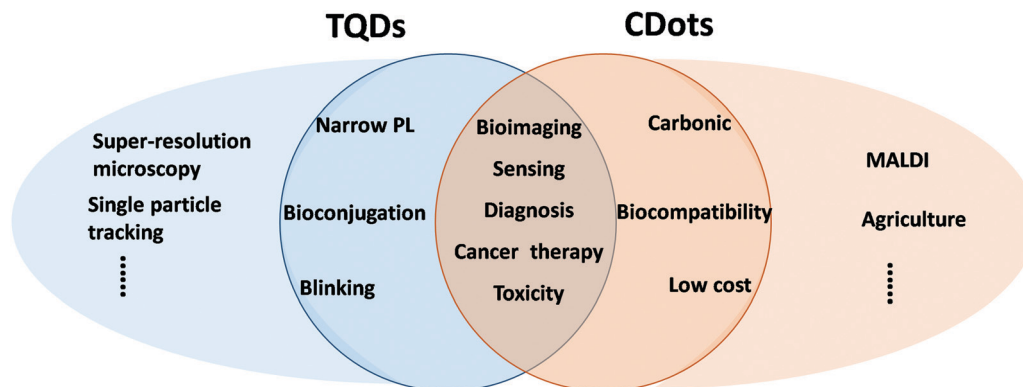 TQDs
CDots
Super-resolution
microscopy
Single particle
tracking
Narrow PL
Bioconjugation
Blinking
Bioimaging
Sensing
Diagnosis
Cancer therapy
Toxicity
Carbonic
Biocompatibility
Low cost
MALDI
Agriculture